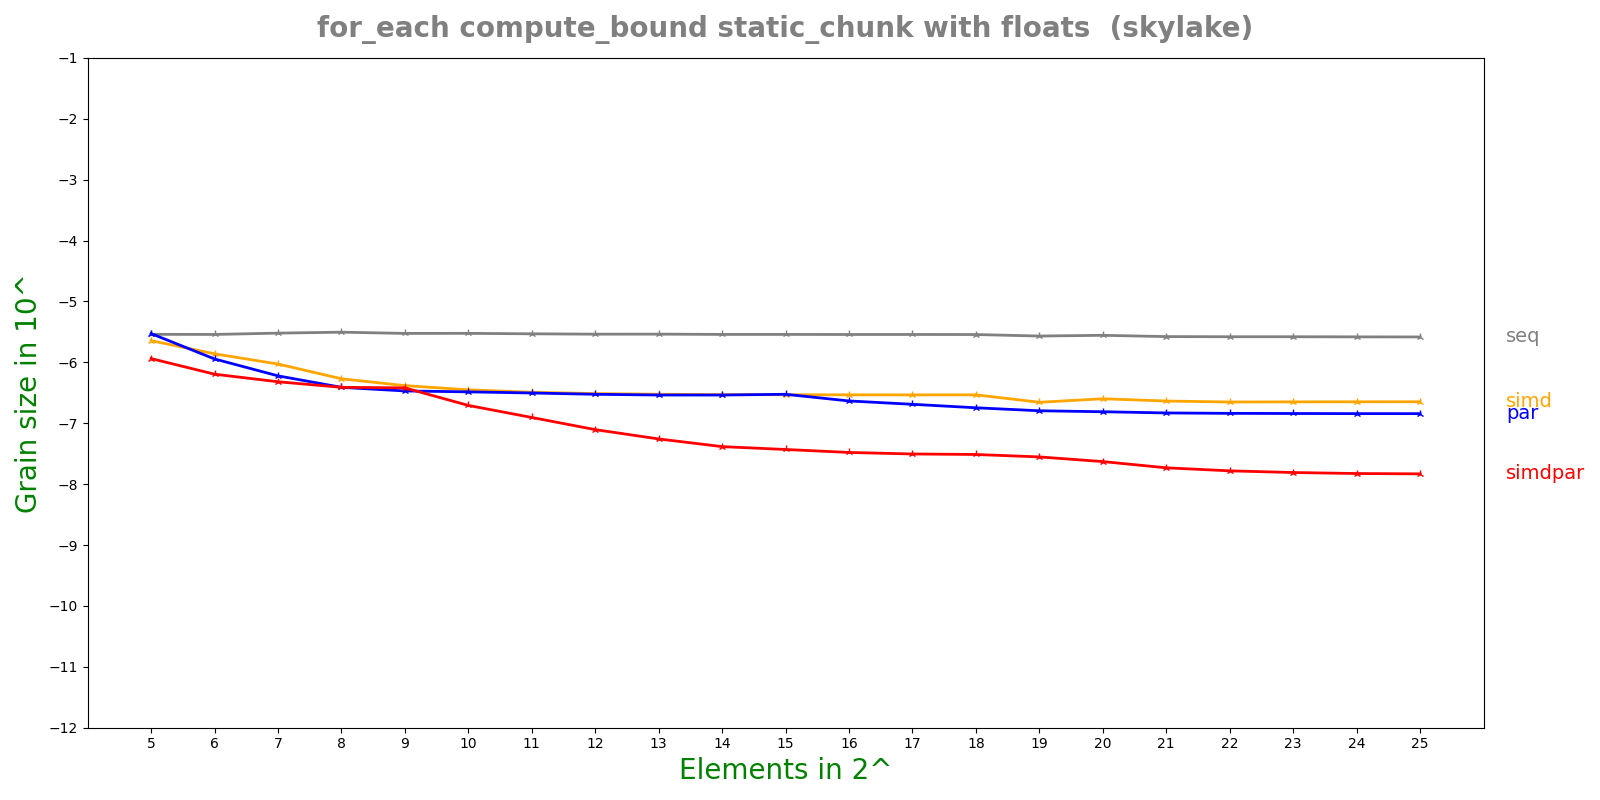 for_each compute_bound static_chunk with floats (skylake)
Grain size in 10^
−1
−2
−3
−4
−5
−6
−7
−8
−9
−10
−11
−12
seq
simd
par
simdpar
5 6 7 8 9 10 11 12 13 14 15 16 17 18 19 20 21 22 23 24 25
Elements in 2^